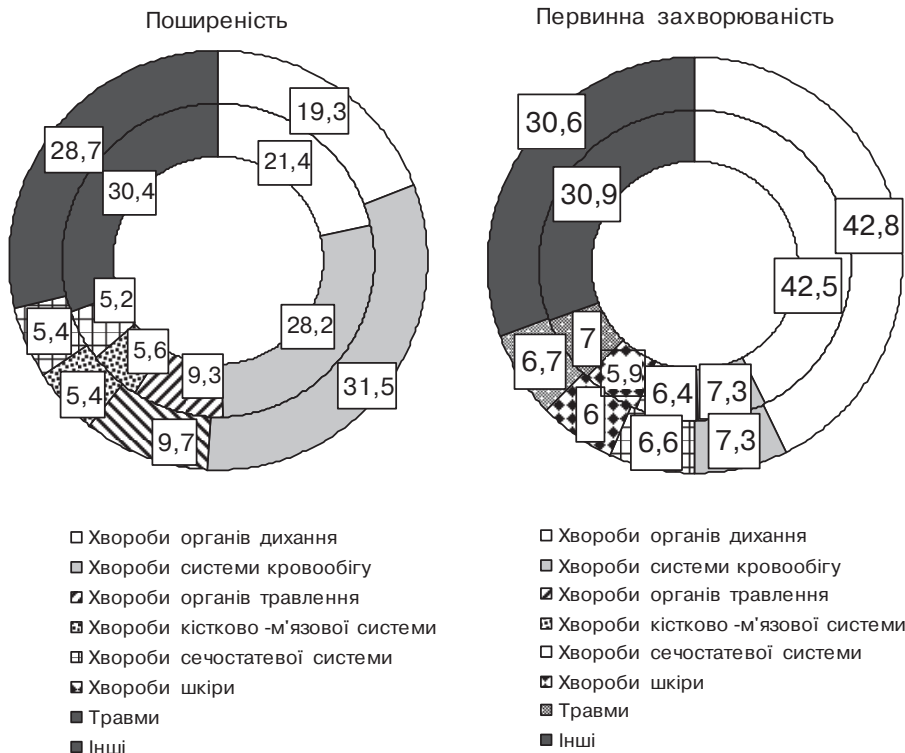 Поширеність
19,3
21,4
28,7
30,4
5,2
28,2
5,4
5,6
9,3
31,5
5,4
9,7
Хвороби органів дихання
Хвороби системи кровообігу
Хвороби органів травлення
Хвороби кістково -м'язової системи
Хвороби сечостатевої системи
Хвороби шкіри
Травми
Інші
Первинна захворюваність
30,6
30,9
42,8
42,5
6,7
7
5,9
6,4
7,3
6
6,6
7,3
Хвороби органів дихання
Хвороби системи кровообігу
Хвороби органів травлення
Хвороби кістково -м'язової системи
Хвороби сечостатевої системи
Хвороби шкіри
Травми
Інші